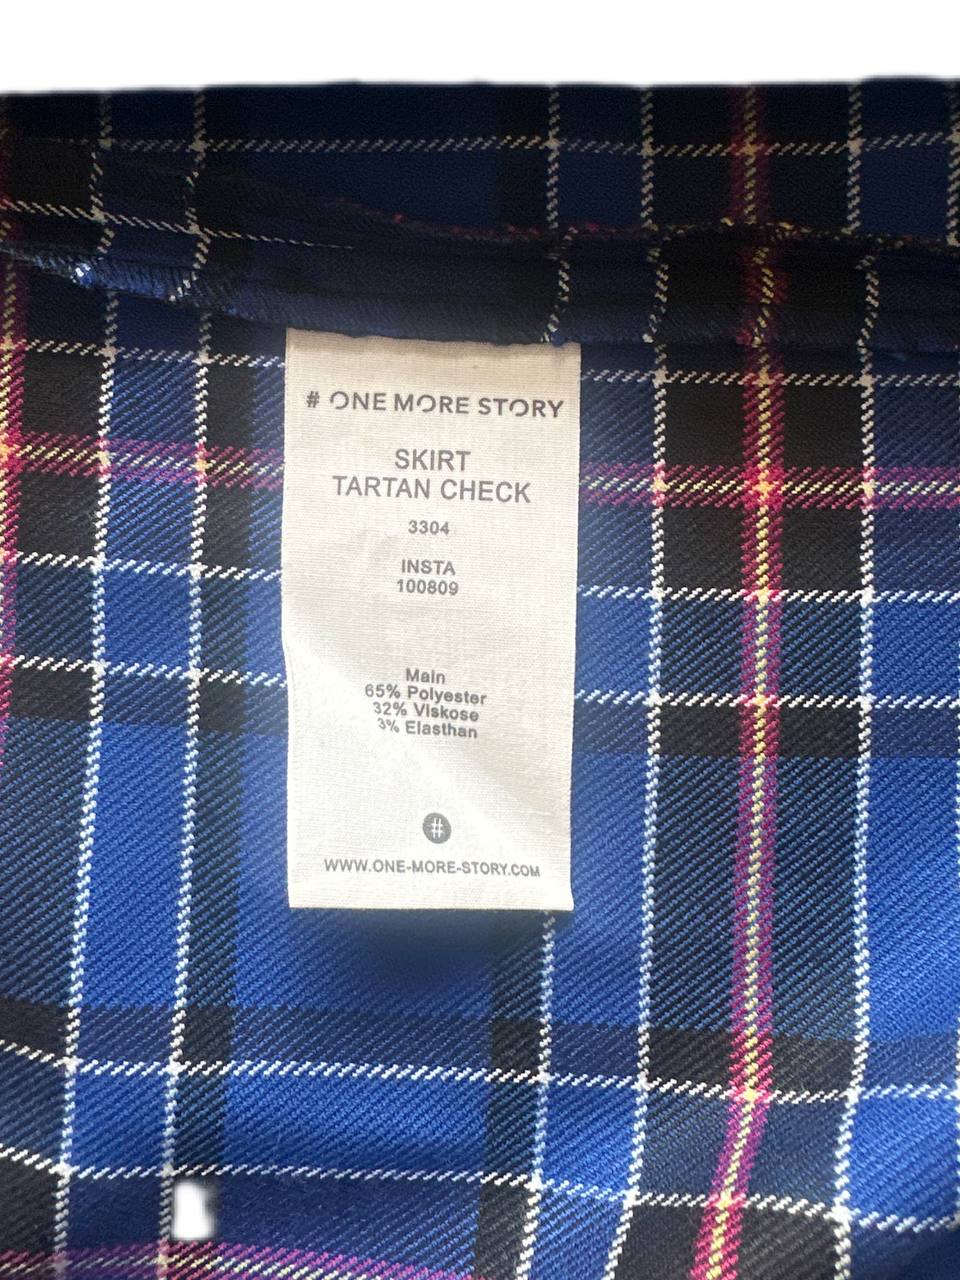 # ONE MORE STORY
SKIRT
TARTAN CHECK
3304
INSTA
100809
Main
65% Polyester
32% Viskose
3% Elasthan
#
WWW.ONE-MORE-STORY.COM